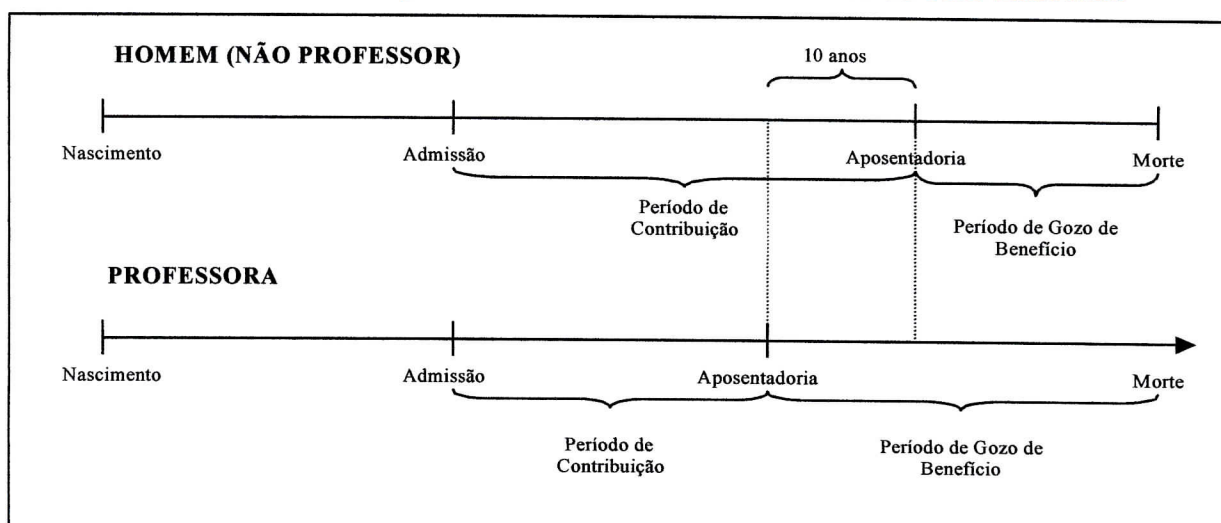 HOMEM (NÃO PROFESSOR)
10 anos
Nascimento
Admissão
Aposentadoria
Morte
Período de
Contribuição
Período de Gozo de
Benefício
PROFESSORA
Nascimento
Admissão
Aposentadoria
Morte
Período de
Contribuição
Período de Gozo de
Benefício